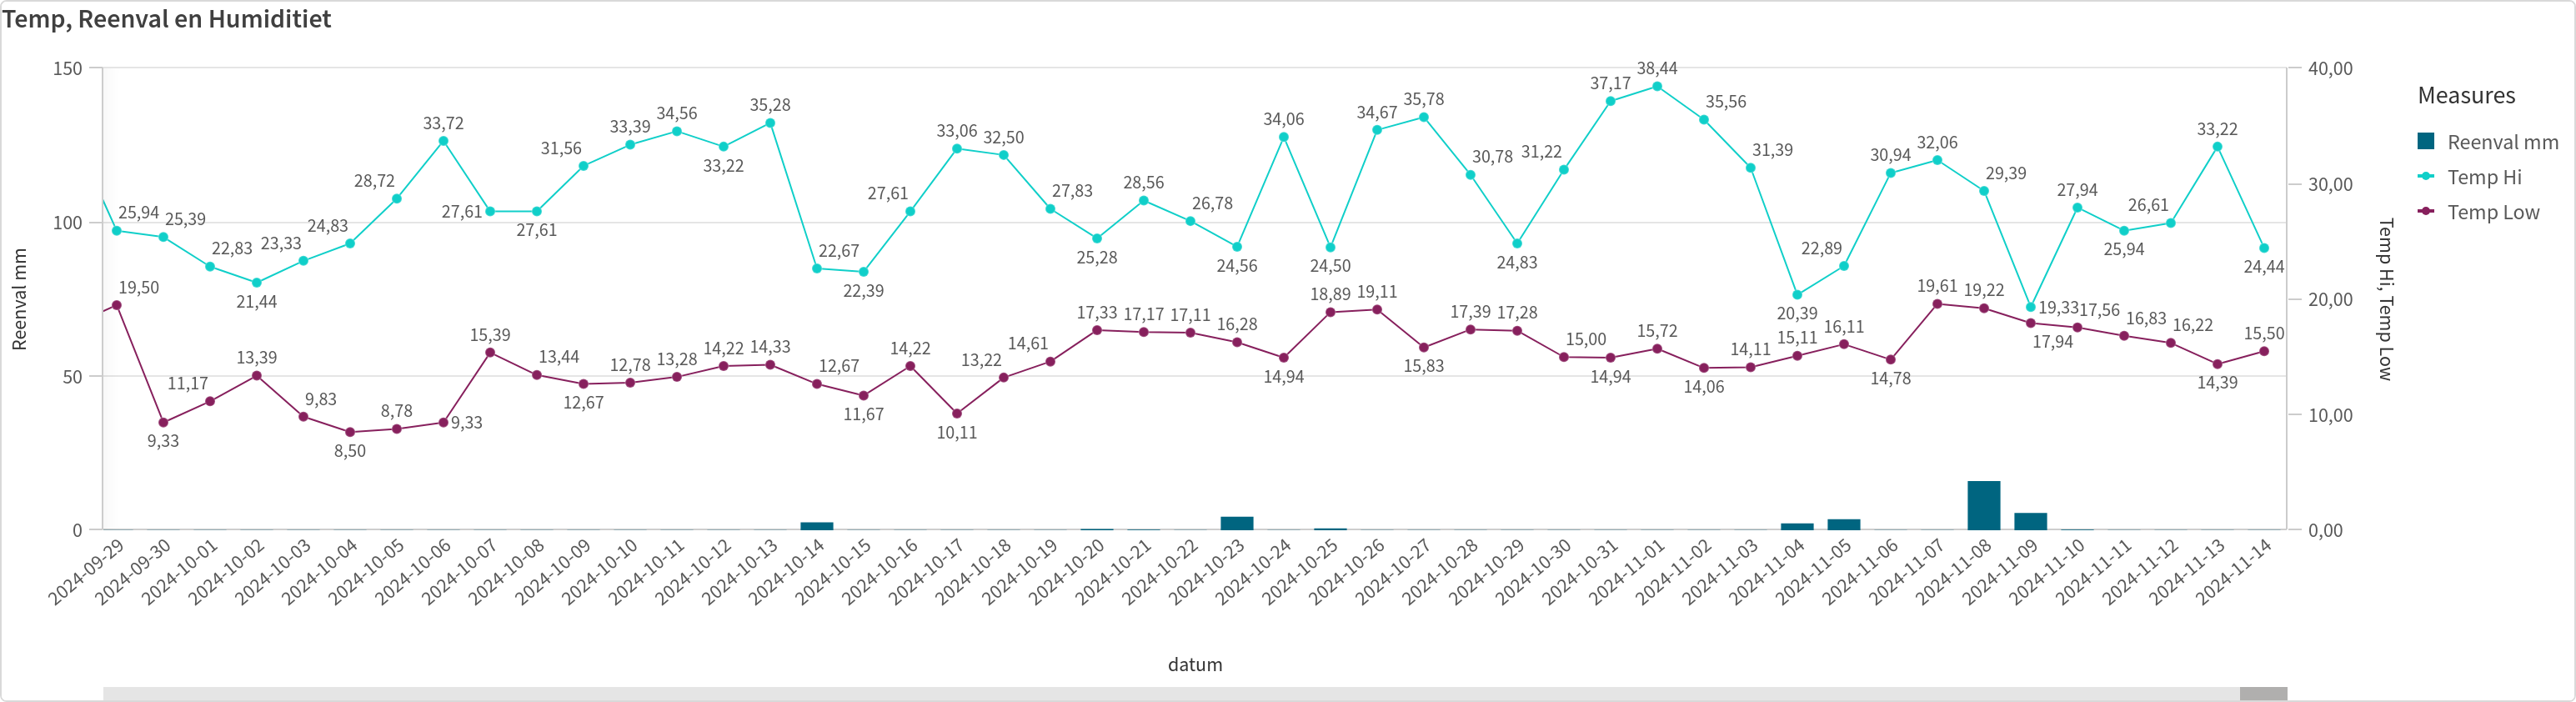 Temp, Reenval en Humiditiet
Reenval mm
150
100
50
0
25,94 25,39 22,83 21,44 23,33 24,83 28,72 33,72 27,61 27,61 31,56 33,39 34,56 33,22 35,28 22,67 22,39 27,61 33,06 32,50 27,83 25,28 28,56 26,78 24,56 34,06 24,50 34,67 35,78 30,78 24,83 31,22 37,17 38,44 35,56 31,39 20,39 22,89 30,94 32,06 29,39 19,33 27,94 25,94 26,61 33,22 24,44
19,50 9,33 11,17 13,39 9,83 8,50 8,78 9,33 15,39 13,44 12,67 12,78 13,28 14,22 14,33 12,67 11,67 14,22 10,11 13,22 14,61 17,33 17,17 17,11 16,28 14,94 18,89 19,11 15,83 17,39 17,28 15,00 14,94 15,72 14,06 14,11 15,11 16,11 14,78 19,61 19,22 17,94 17,56 16,83 16,22 14,39 15,50
40,00
30,00
20,00
10,00
0,00
Temp Hi, Temp Low
2024-09-29 2024-09-30 2024-10-01 2024-10-02 2024-10-03 2024-10-04 2024-10-05 2024-10-06 2024-10-07 2024-10-08 2024-10-09 2024-10-10 2024-10-11 2024-10-12 2024-10-13 2024-10-14 2024-10-15 2024-10-16 2024-10-17 2024-10-18 2024-10-19 2024-10-20 2024-10-21 2024-10-22 2024-10-23 2024-10-24 2024-10-25 2024-10-26 2024-10-27 2024-10-28 2024-10-29 2024-10-30 2024-10-31 2024-11-01 2024-11-02 2024-11-03 2024-11-04 2024-11-05 2024-11-06 2024-11-07 2024-11-08 2024-11-09 2024-11-10 2024-11-11 2024-11-12 2024-11-13 2024-11-14
datum
Measures
Reenval mm
Temp Hi
Temp Low